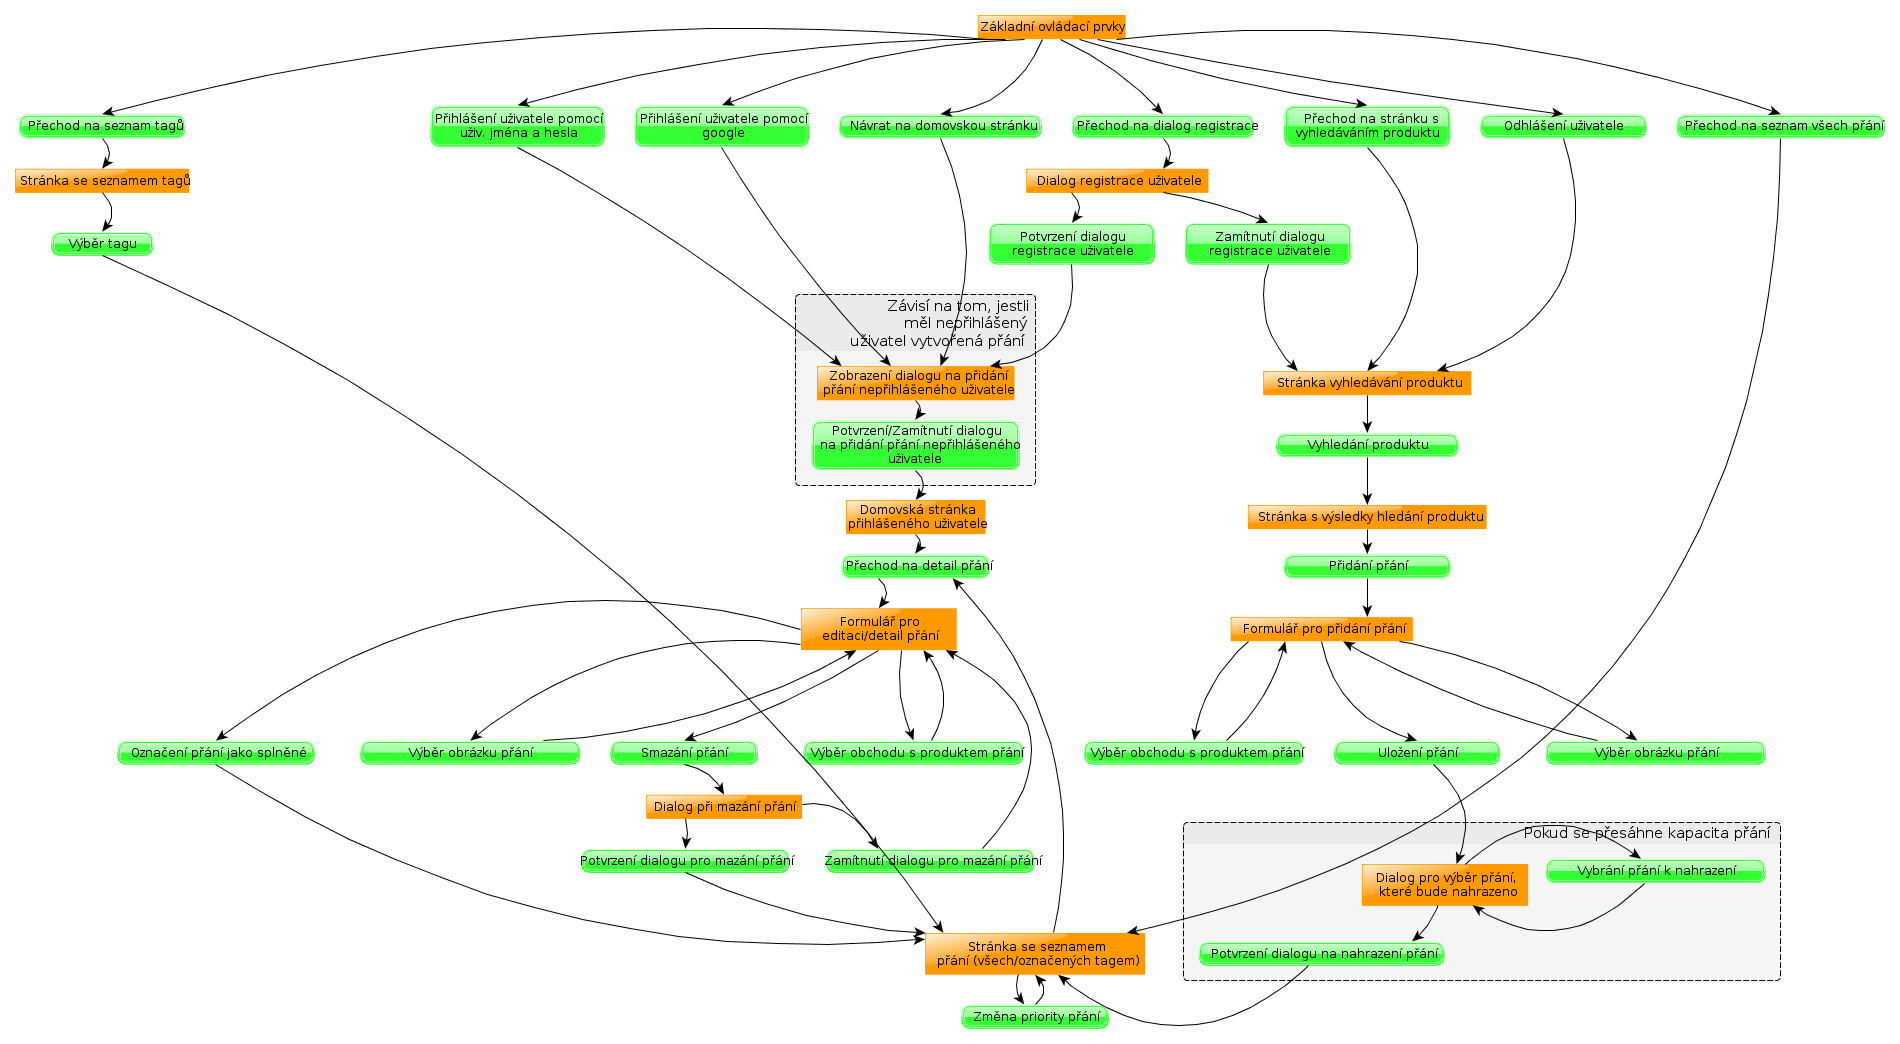 Základní ovládací prvky
Přechod na seznam tagů
Přihlášení uživatele pomocí
uživ. jména a hesla
Přihlášení uživatele pomocí
google
Návrat na domovskou stránku
Přechod na dialog registrace
Přechod na stránku s
vyhledáváním produktu
Odhlášení uživatele
Přechod na seznam všech přání
Stránka se seznamem tagů
Dialog registrace uživatele
Výběr tagu
Potvrzení dialogu
registrace uživatele
Zamítnutí dialogu
registrace uživatele
Závisí na tom, jestli
měl nepřihlášený
uživatel vytvořená přání
Zobrazení dialogu na přidání
přání nepřihlášeného uživatele
Stránka vyhledávání produktu
Potvrzení/Zamítnutí dialogu
na přidání přání nepřihlášeného
uživatele
Vyhledání produktu
Domovská stránka
přihlášeného uživatele
Stránka s výsledky hledání produktu
Přechod na detail přání
Přidání přání
Formulář pro
editaci/detail přání
Formulář pro přidání přání
Označení přání jako splněné
Výběr obrázku přání
Smazání přání
Výběr obchodu s produktem přání
Výběr obchodu s produktem přání
Uložení přání
Výběr obrázku přání
Dialog při mazání přání
Pokud se přesáhne kapacita přání
Potvrzení dialogu pro mazání přání
Zamítnutí dialogu pro mazání přání
Dialog pro výběr přání,
které bude nahrazeno
Vybrání přání k nahrazení
Stránka se seznamem
přání (všech/označených tagem)
Potvrzení dialogu na nahrazení přání
Změna priority přání